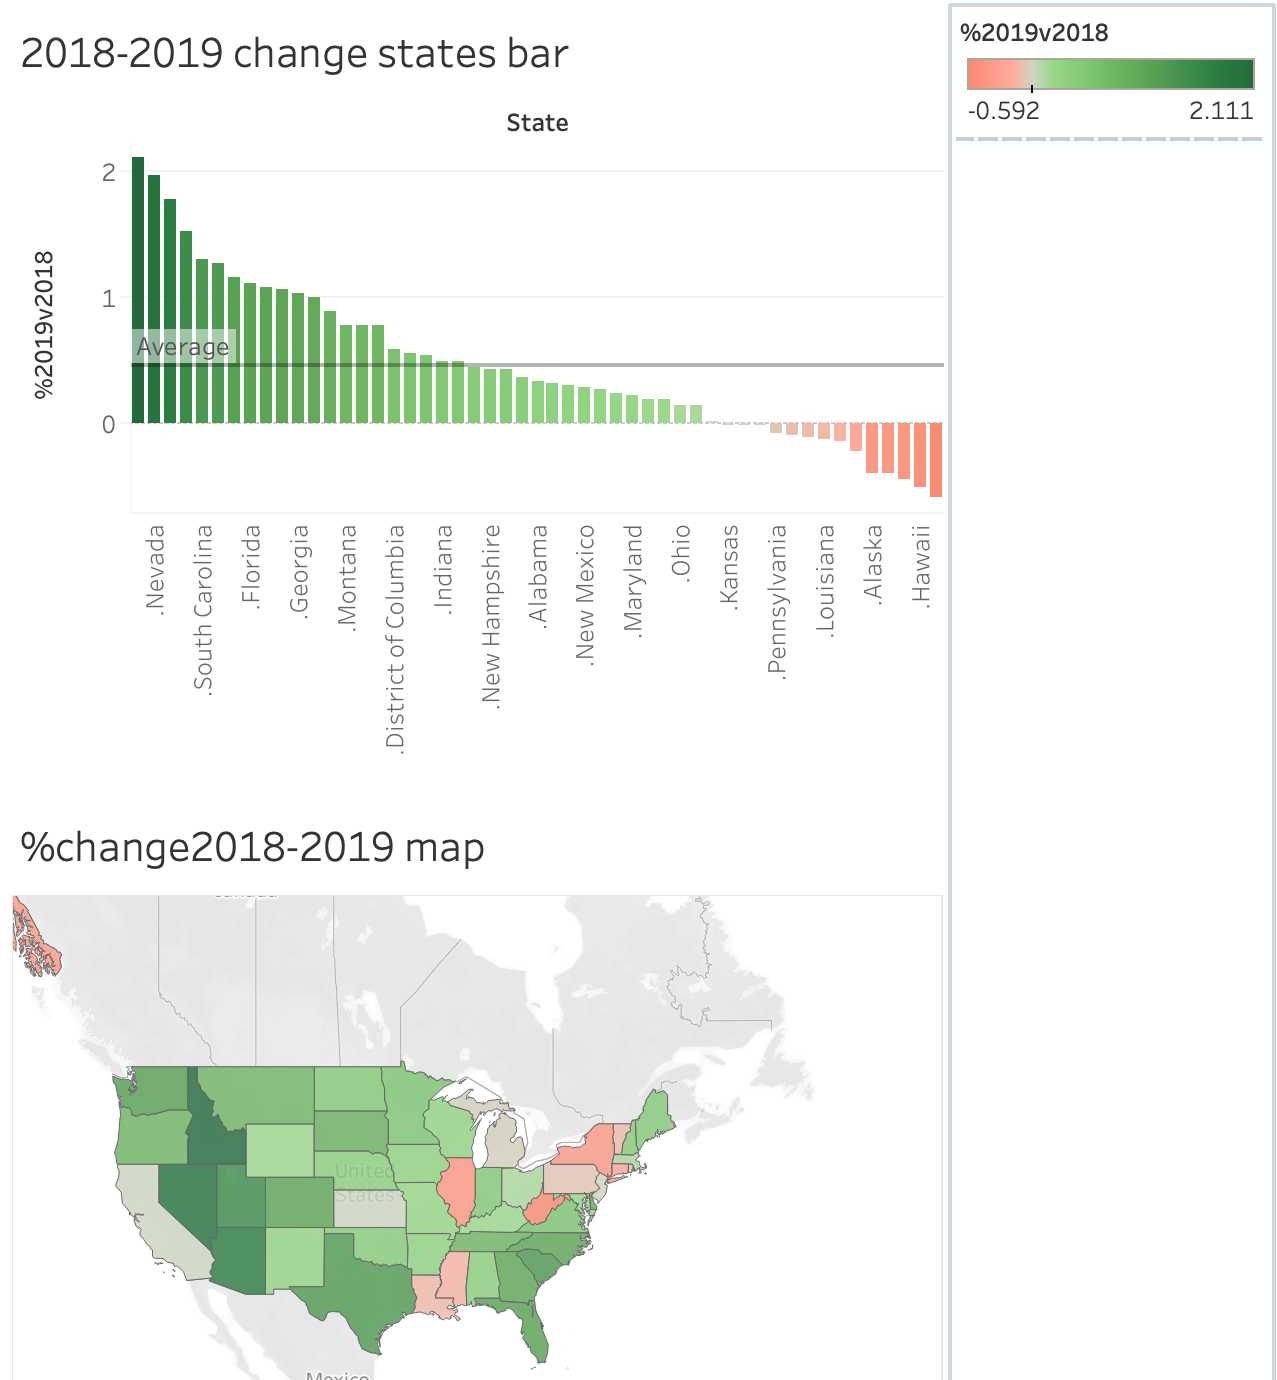 2018-2019 change states bar
State
%2019v2018
2
1
0
Average
.Nevada
.South Carolina
.Florida
.Georgia
.Montana
.District of Columbia
.Indiana
.New Hampshire
.Alabama
.New Mexico
.Maryland
.Ohio
.Kansas
.Pennsylvania
.Louisiana
.Alaska
.Hawaii
%2019v2018
-0.592
2.111
%change2018-2019 map
United
States
Mexico